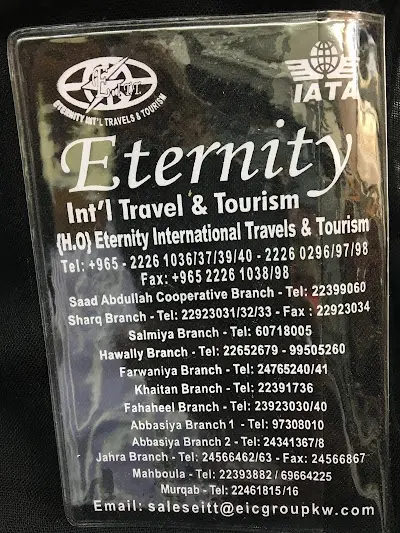 ETERNITY INT'L TRAVELS & TOURISM
IATA
Eternity
Int'l Travel & Tourism
{H.O} Eternity International Travels & Tourism
Tel: +965 - 2226 1036/37/39/40 - 2226 0296/97/98
Fax: +965 2226 1038/98
Saad Abdullah Cooperative Branch - Tel: 22399060
Sharq Branch - Tel: 22923031/32/33 - Fax : 22923034
Salmiya Branch - Tel: 60718005
Hawally Branch - Tel: 22652679 - 99505260
Farwaniya Branch - Tel: 24765240/41
Khaitan Branch - Tel: 22391736
Fahaheel Branch - Tel: 23923030/40
Abbasiya Branch 1 - Tel: 97308010
Abbasiya Branch 2 - Tel: 24341367/8
Jahra Branch - Tel: 24566462/63 - Fax: 24566867
Mahboula - Tel: 22393882 / 69664225
Murqab - Tel: 22461815/16
Email: saleseitt@eicgroupkw.com